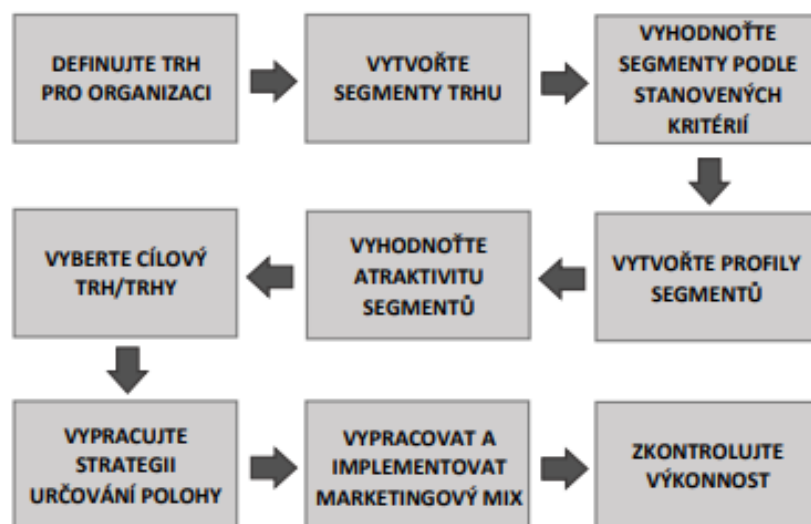 DEFINUJTE TRH
PRO ORGANIZACI
VYTVOŘTE
SEGMENTY TRHU
VYHODNOŤTE
SEGMENTY PODLE
STANOVENÝCH
KRITÉRIÍ
VYTVOŘTE PROFILY
SEGMENTŮ
VYHODNOŤTE
ATRAKTIVITU
SEGMENTŮ
VYBERTE CÍLOVÝ
TRH/TRHY
VYPRACUJTE
STRATEGII
URČOVÁNÍ POLOHY
VYPRACOVAT A
IMPLEMENTOVAT
MARKETINGOVÝ MIX
ZKONTROLUJTE
VÝKONNOST